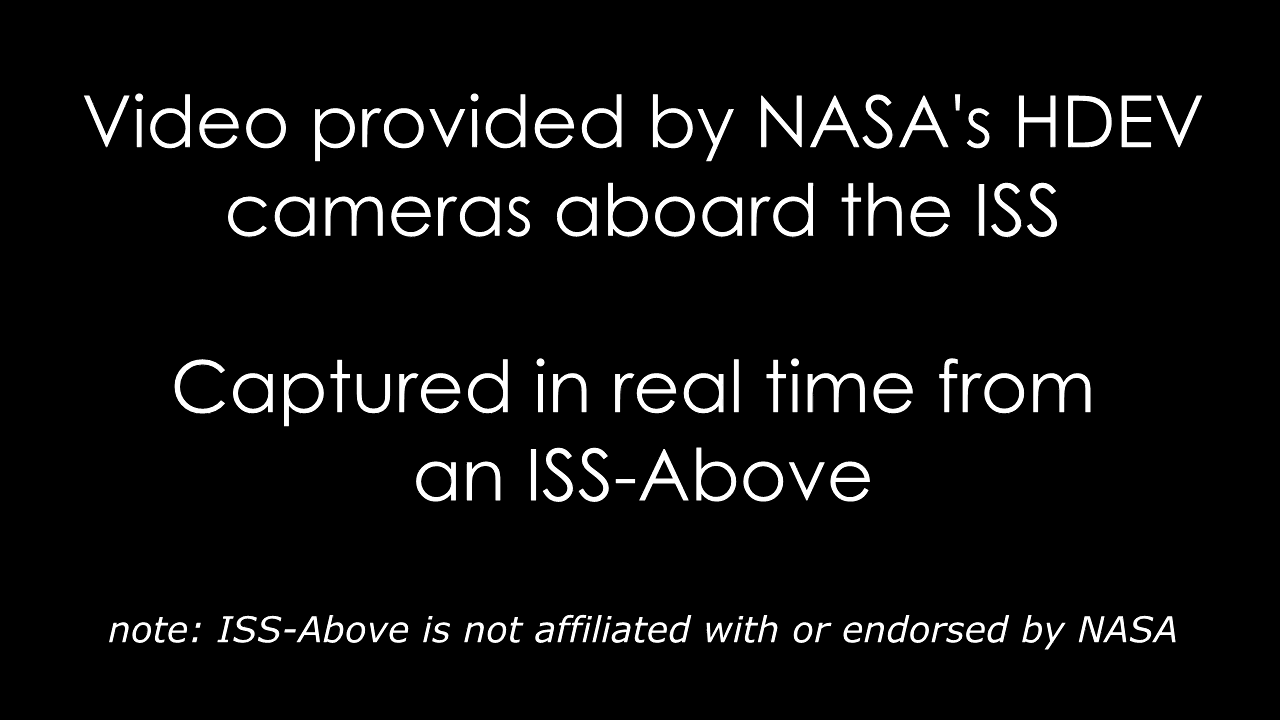 Video provided by NASA's HDEV
cameras aboard the ISS
Captured in real time from
an ISS-Above
note: ISS-Above is not affiliated with or endorsed by NASA